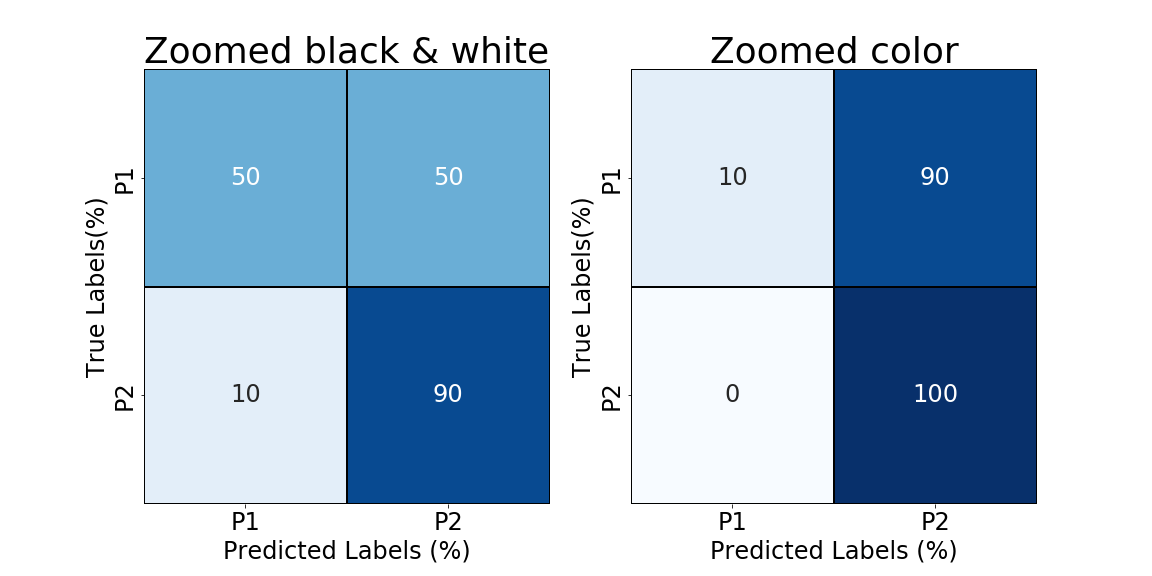 Zoomed black & white
True Labels(%)
P1
50
50
P2
10
90
P1
P2
Predicted Labels (%)
Zoomed color
True Labels(%)
P1
10
90
P2
0
100
P1
P2
Predicted Labels (%)